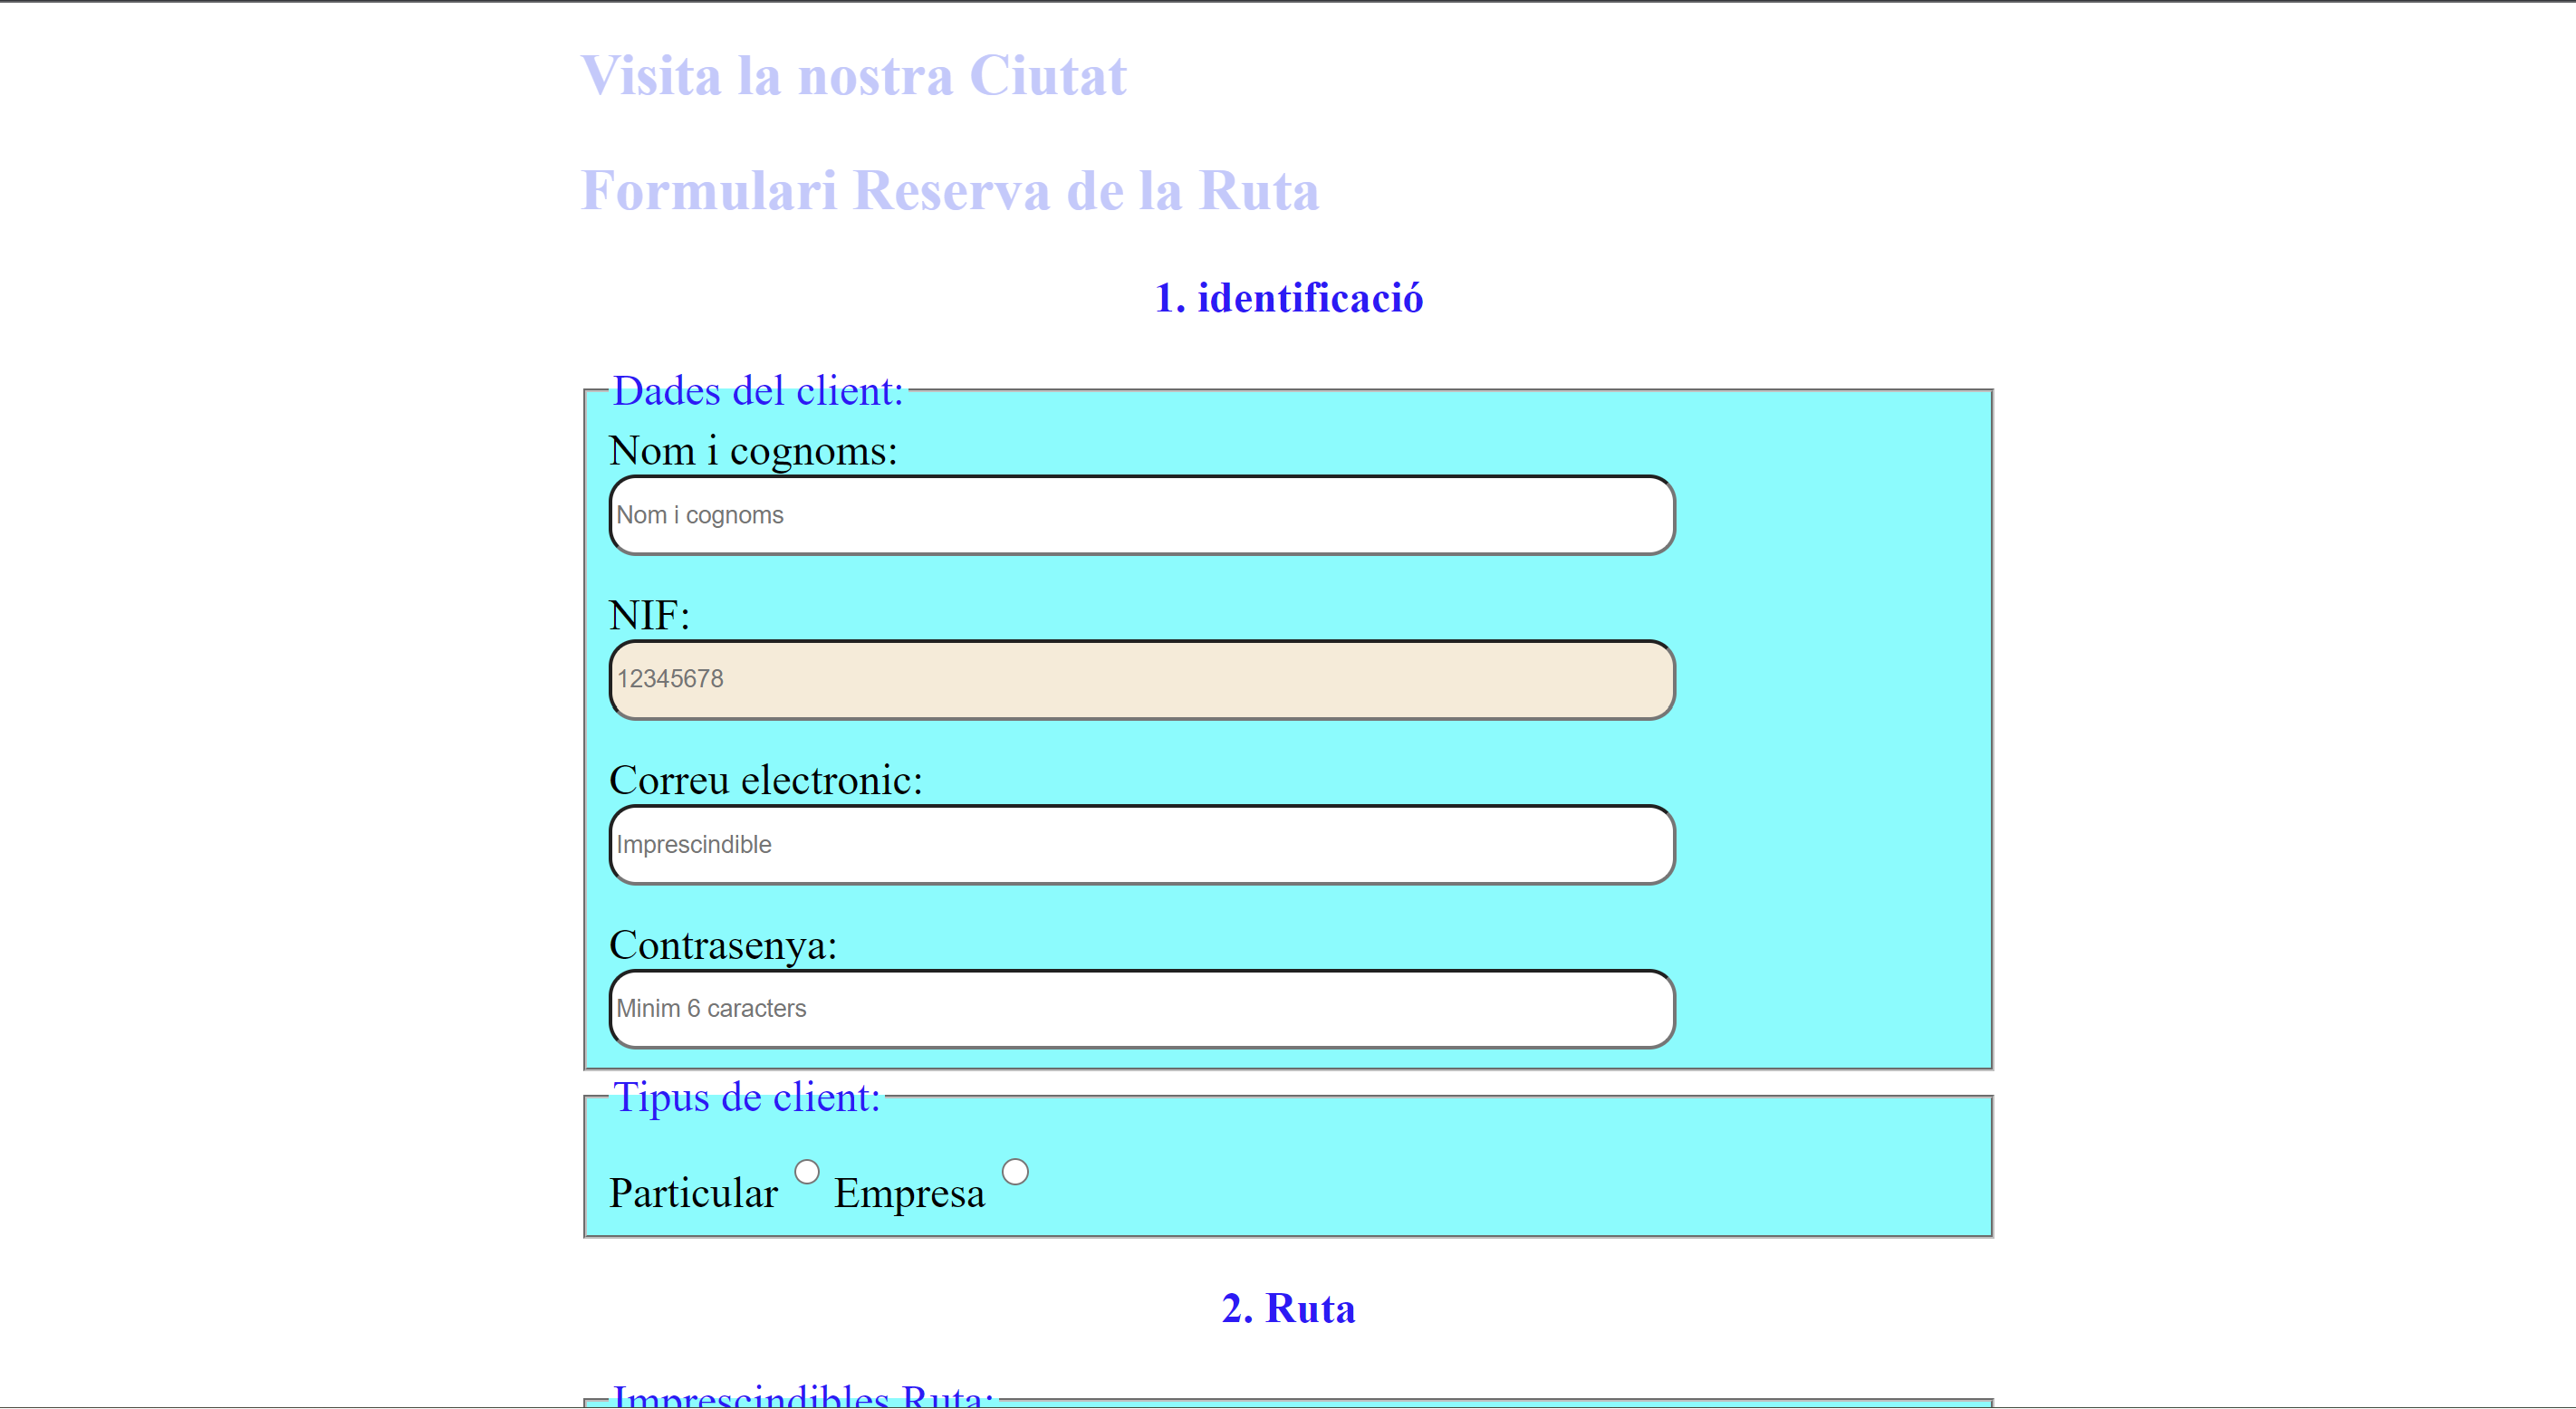 Visita la nostra Ciutat
Formulari Reserva de la Ruta
1. identificació
Dades del client:
Nom i cognoms:
Nom i cognoms
NIF:
12345678
Correu electronic:
Imprescindible
Contrasenya:
Minim 6 caracters
Tipus de client:
Particular Empresa
2. Ruta
Imprescindibles Ruta: